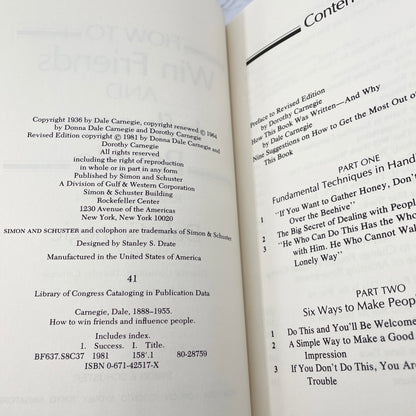 Copyright 1936 by Dale Carnegie, copyright renewed © 1964
by Donna Dale Carnegie and Dorothy Carnegie
Revised Edition copyright © 1981 by Donna Dale Carnegie and
Dorothy Carnegie
All rights reserved
including the right of reproduction
in whole or in part in any form
Published by Simon and Schuster
A Division of Gulf & Western Corporation
Simon & Schuster Building
Rockefeller Center
1230 Avenue of the Americas
New York, New York 10020
SIMON AND SCHUSTER and colophon are trademarks of Simon & Schuster
Designed by Stanley S. Drate
Manufactured in the United States of America
41
Library of Congress Cataloging in Publication Data
Carnegie, Dale, 1888–1955.
How to win friends and influence people.
Includes index.
1. Success. I. Title.
BF637.S8C37 1981 158'.1 80-28759
ISBN 0-671-42517-X
Preface to Revised Edition
by Dorothy Carnegie
How This Book Was Written—And Why
by Dale Carnegie
Nine Suggestions on How to Get the Most Out of
This Book
PART ONE
Fundamental Techniques in
1 "If You Want to Gather Honey, Don't
Over the Beehive"
2 The Big Secret of Dealing with People
3 "He Who Can Do This Has the Whole
with Him. He Who Cannot
Lonely Way"
PART TWO
Six Ways to Make People
1 Do This and You'll Be Welcome
2 A Simple Way to Make a Good
Impression
3 If You Don't Do This, You Are
Trouble